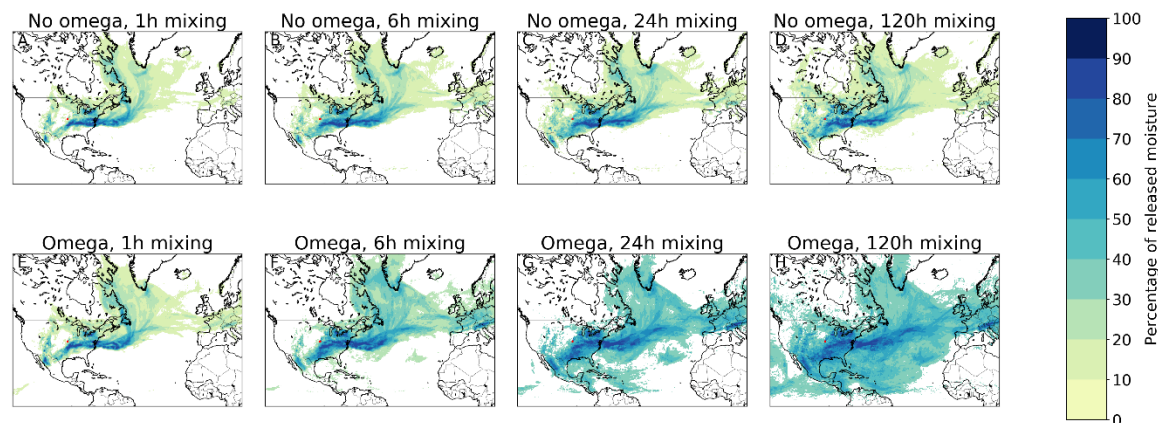 No omega, 1h mixing
No omega, 6h mixing
No omega, 24h mixing
No omega, 120h mixing
A
B
C
D
Omega, 1h mixing
Omega, 6h mixing
Omega, 24h mixing
Omega, 120h mixing
E
F
G
H
100
90
80
70
60
50
40
30
20
10
0
Percentage of released moisture